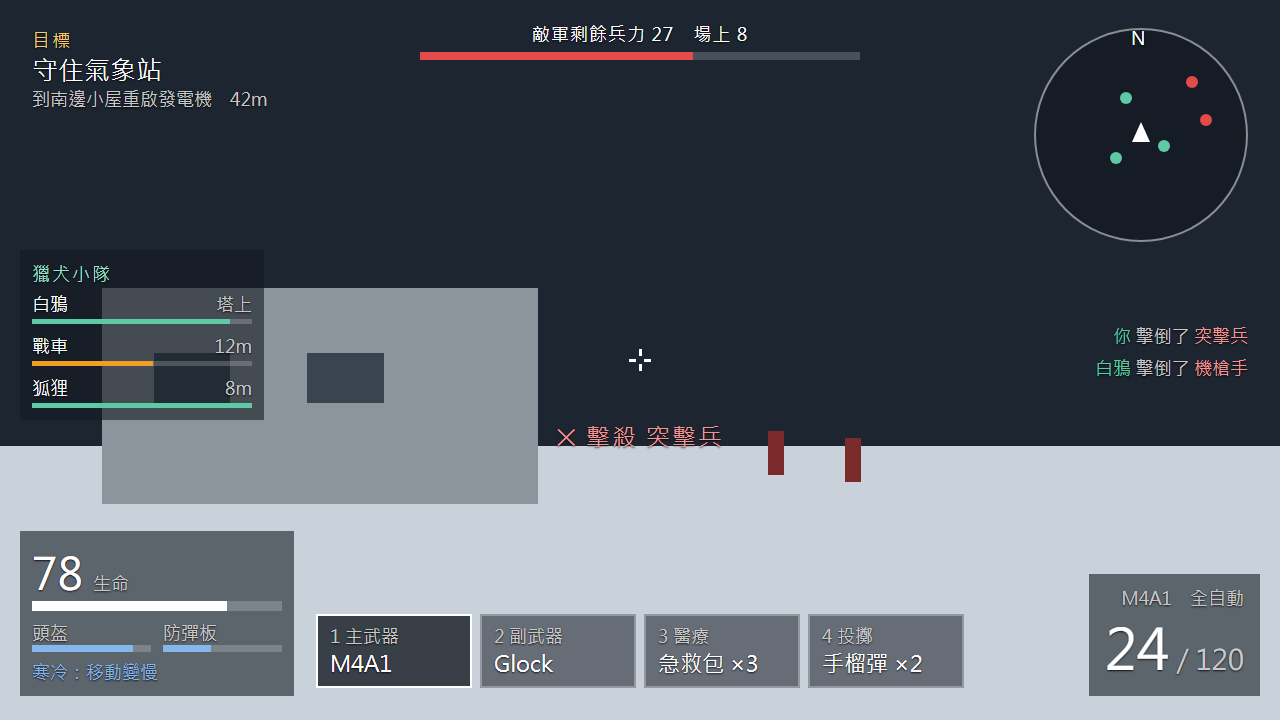 目標
守住氣象站
到南邊小屋重啟發電機 42m
敵軍剩餘兵力 27 場上 8
N
獵犬小隊
白鴉 塔上
戰車 12m
狐狸 8m
你 擊倒了 突擊兵
白鴉 擊倒了 機槍手
擊殺 突擊兵
78 生命
頭盔 防彈板
寒冷：移動變慢
1 主武器
M4A1
2 副武器
Glock
3 醫療
急救包 ×3
4 投擲
手榴彈 ×2
M4A1 全自動
24 / 120